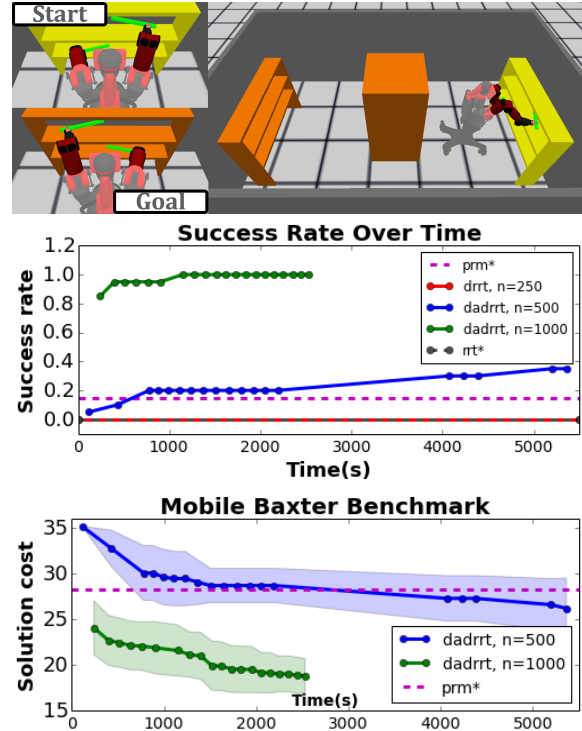 Start
Goal
Success Rate Over Time
Success rate
1.2
1.0
0.8
0.6
0.4
0.2
0.0
prm*
drrt, n=250
dadrrt, n=500
dadrrt, n=1000
rrt*
0 1000 2000 3000 4000 5000
Time(s)
Mobile Baxter Benchmark
Solution cost
35
30
25
20
15
dadrrt, n=500
dadrrt, n=1000
prm*
Time(s)
0 1000 2000 3000 4000 5000